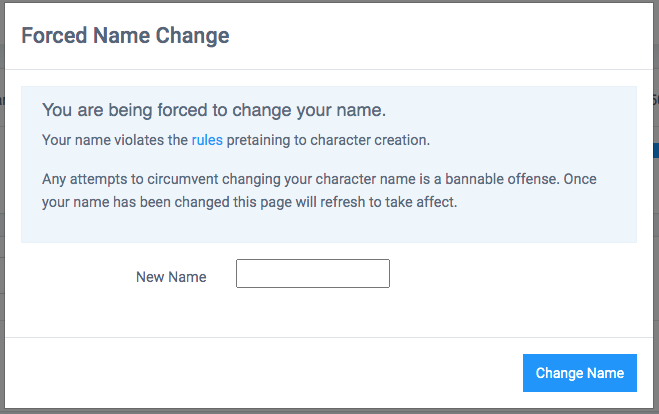 Forced Name Change
You are being forced to change your name.
Your name violates the rules pretaining to character creation.
Any attempts to circumvent changing your character name is a bannable offense. Once
your name has been changed this page will refresh to take affect.
New Name
Change Name